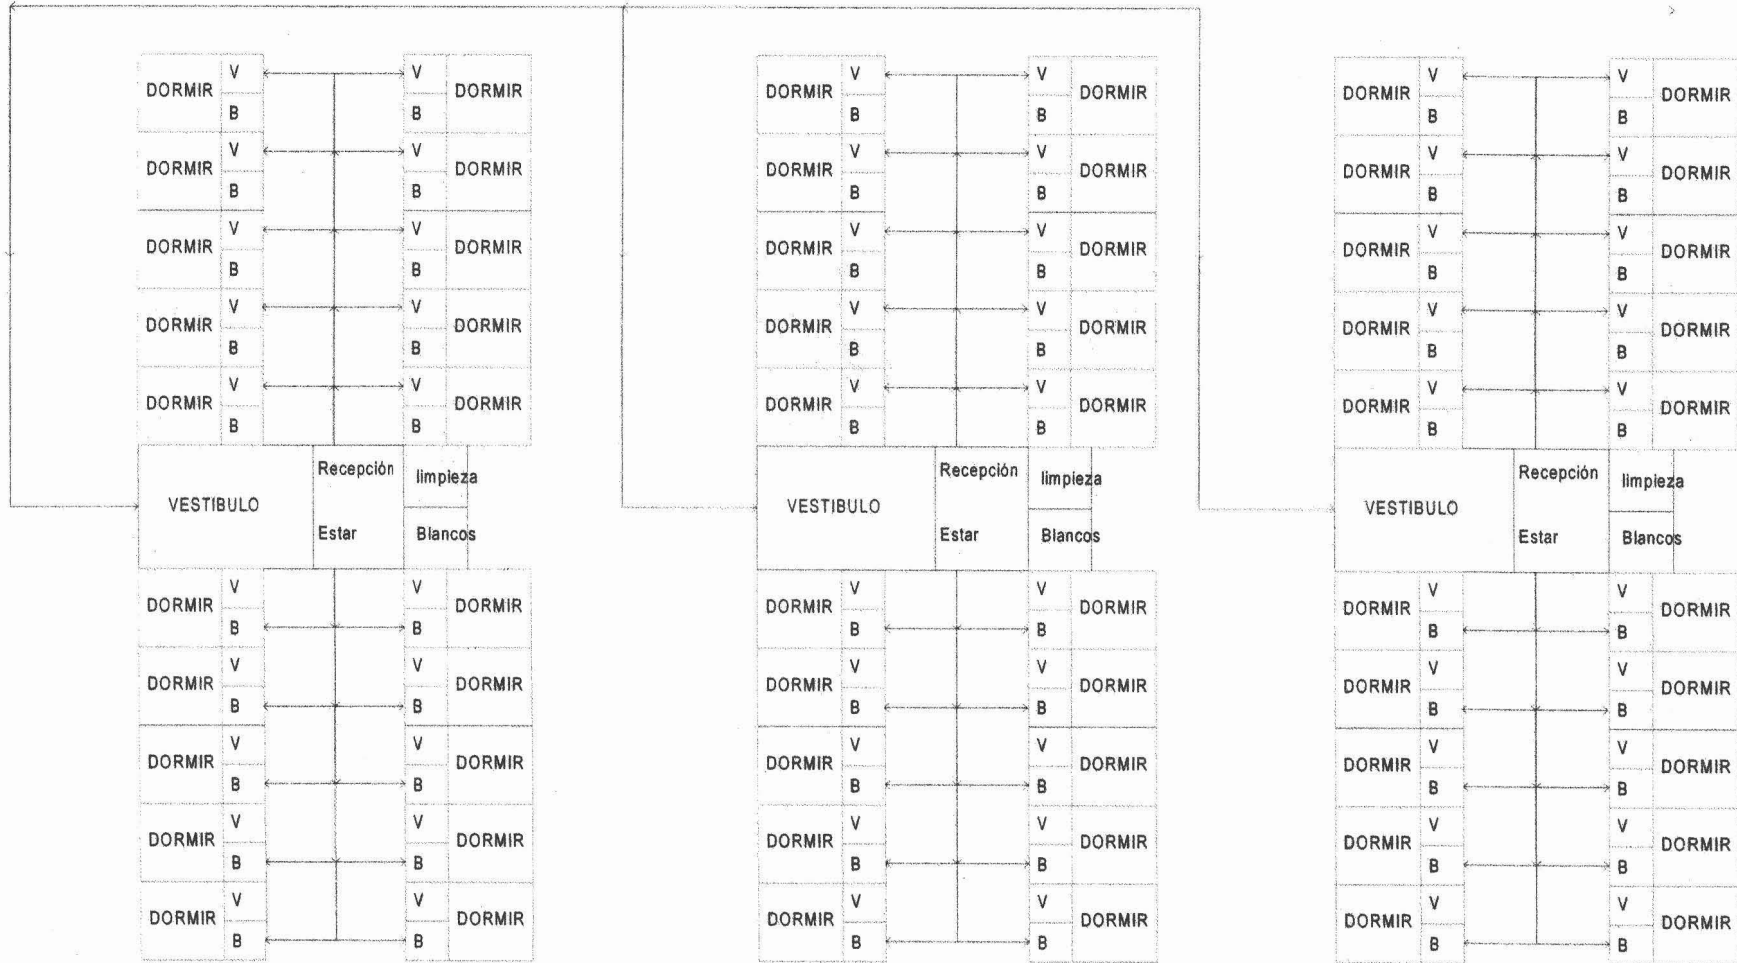 V V V V V V
DORMIR DORMIR DORMIR DORMIR DORMIR DORMIR
B B B B B B
V V V V V V
DORMIR DORMIR DORMIR DORMIR DORMIR DORMIR
B B B B B B
V V V V V V
DORMIR DORMIR DORMIR DORMIR DORMIR DORMIR
B B B B B B
V V V V V V
DORMIR DORMIR DORMIR DORMIR DORMIR DORMIR
B B B B B B
V V V V V V
DORMIR DORMIR DORMIR DORMIR DORMIR DORMIR
B B B B B B
Recepción limpieza Recepción limpieza Recepción limpieza
VESTIBULO VESTIBULO VESTIBULO
Estar Blancos Estar Blancos Estar Blancos
V V V V V V
DORMIR DORMIR DORMIR DORMIR DORMIR DORMIR
B B B B B B
V V V V V V
DORMIR DORMIR DORMIR DORMIR DORMIR DORMIR
B B B B B B
V V V V V V
DORMIR DORMIR DORMIR DORMIR DORMIR DORMIR
B B B B B B
V V V V V V
DORMIR DORMIR DORMIR DORMIR DORMIR DORMIR
B B B B B B
V V V V V V
DORMIR DORMIR DORMIR DORMIR DORMIR DORMIR
B B B B B B